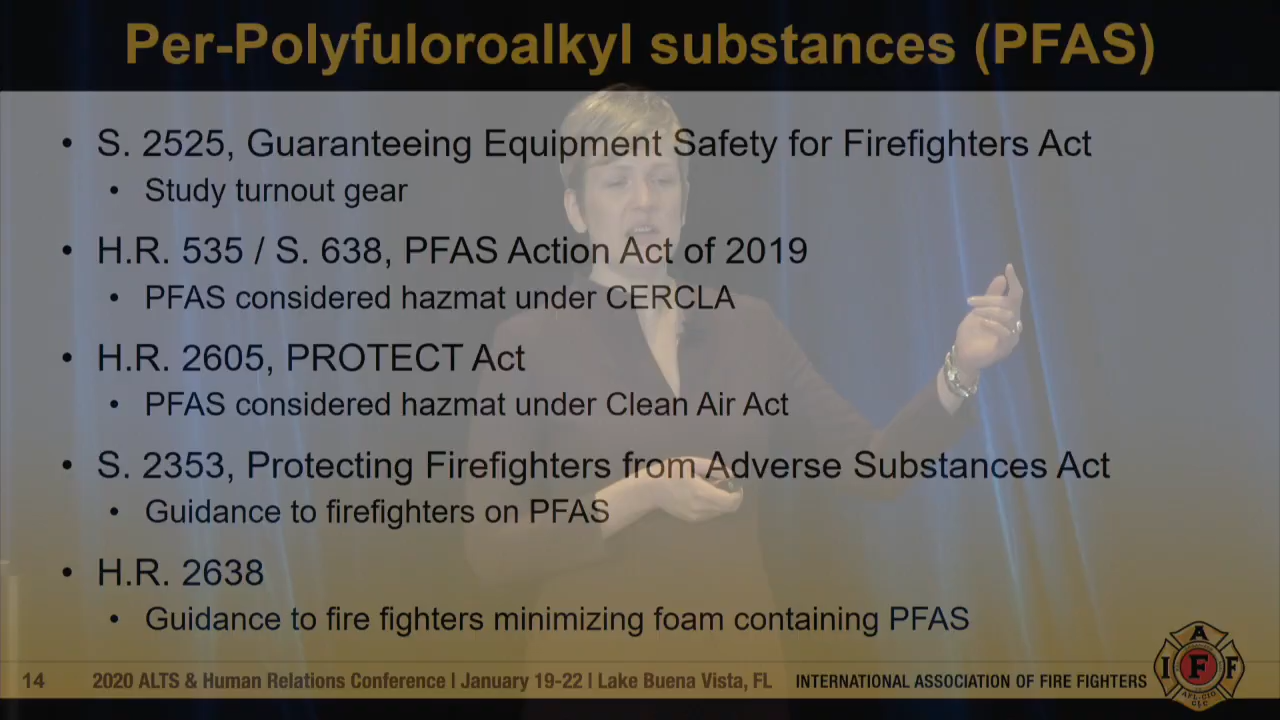 Per-Polyfuloroalkyl substances (PFAS)
• S. 2525, Guaranteeing Equipment Safety for Firefighters Act
• Study turnout gear
• H.R. 535 / S. 638, PFAS Action Act of 2019
• PFAS considered hazmat under CERCLA
• H.R. 2605, PROTECT Act
• PFAS considered hazmat under Clean Air Act
• S. 2353, Protecting Firefighters from Adverse Substances Act
• Guidance to firefighters on PFAS
• H.R. 2638
• Guidance to fire fighters minimizing foam containing PFAS
14 2020 ALTS & Human Relations Conference | January 19-22 | Lake Buena Vista, FL INTERNATIONAL ASSOCIATION OF FIRE FIGHTERS
I A F F
AFL-CIO
CLC